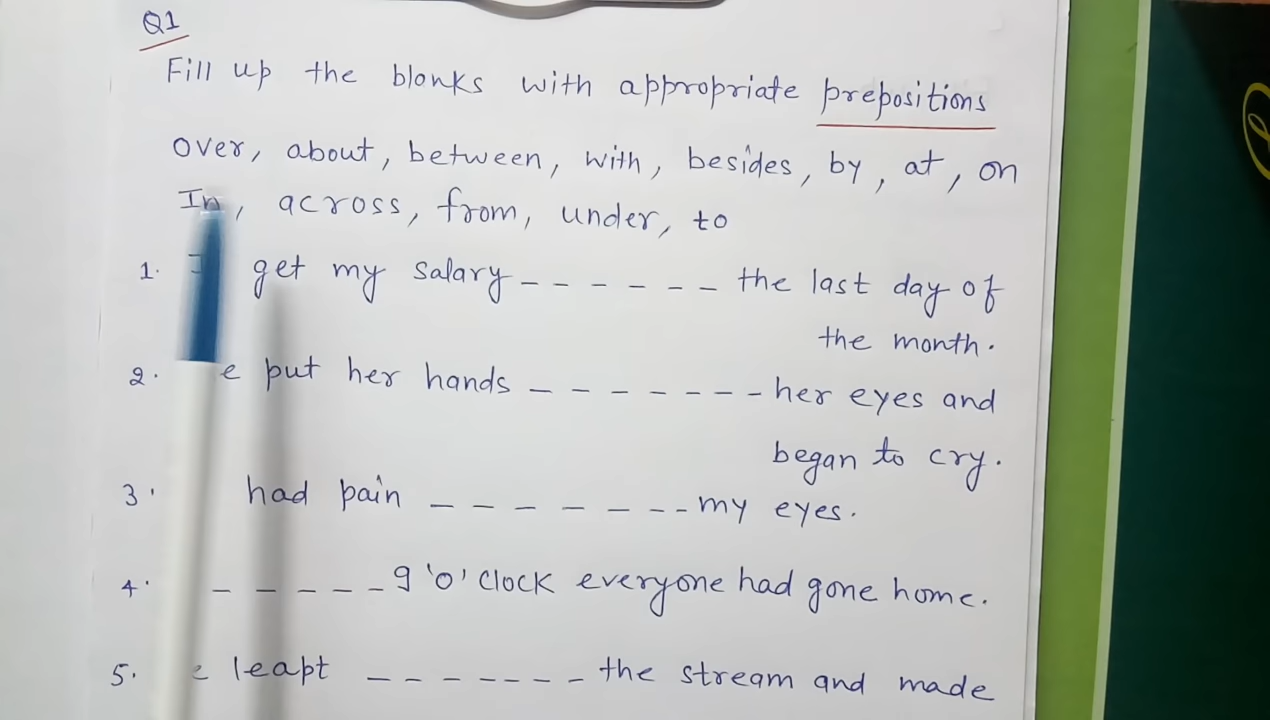 Q1
Fill up the blanks with appropriate prepositions
over, about, between, with, besides, by, at, on
In, across, from, under, to
1. I get my salary ------ the last day of
the month.
2. e put her hands ------- her eyes and
began to cry.
3. had pain ------- my eyes.
4. ----- 9 'o' clock everyone had gone home.
5. e leapt ------- the stream and made